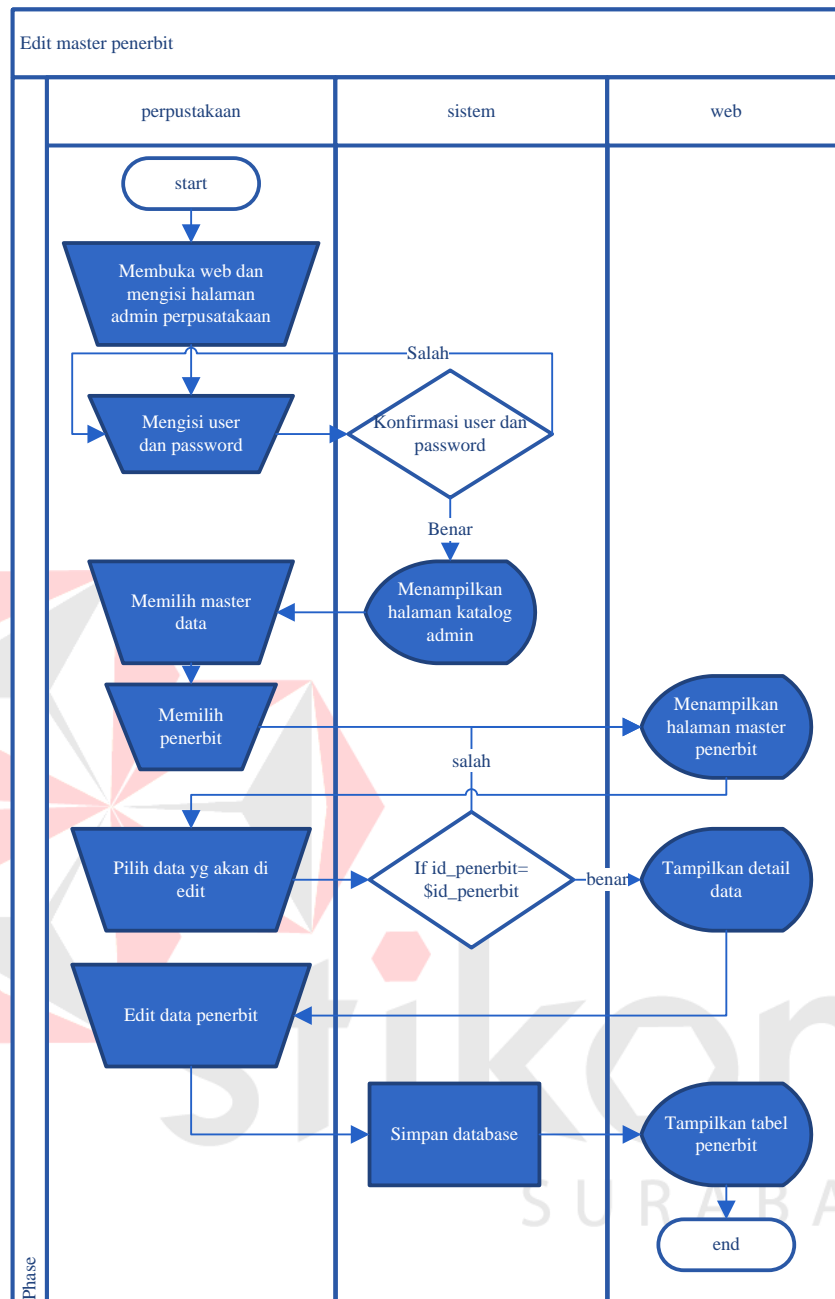 Edit master penerbit
perpustakaan
sistem
web
start
Membuka web dan
mengisi halaman
admin perpusatakaan
Salah
Mengisi user
dan password
Konfirmasi user dan
password
Benar
Memilih master
data
Menampilkan
halaman katalog
admin
Memilih
penerbit
Menampilkan
halaman master
penerbit
salah
Pilih data yg akan di
edit
If id_penerbit=
$id_penerbit
benar
Tampilkan detail
data
Edit data penerbit
stikom
Simpan database
Tampilkan tabel
penerbit
SURABA
end
Phase